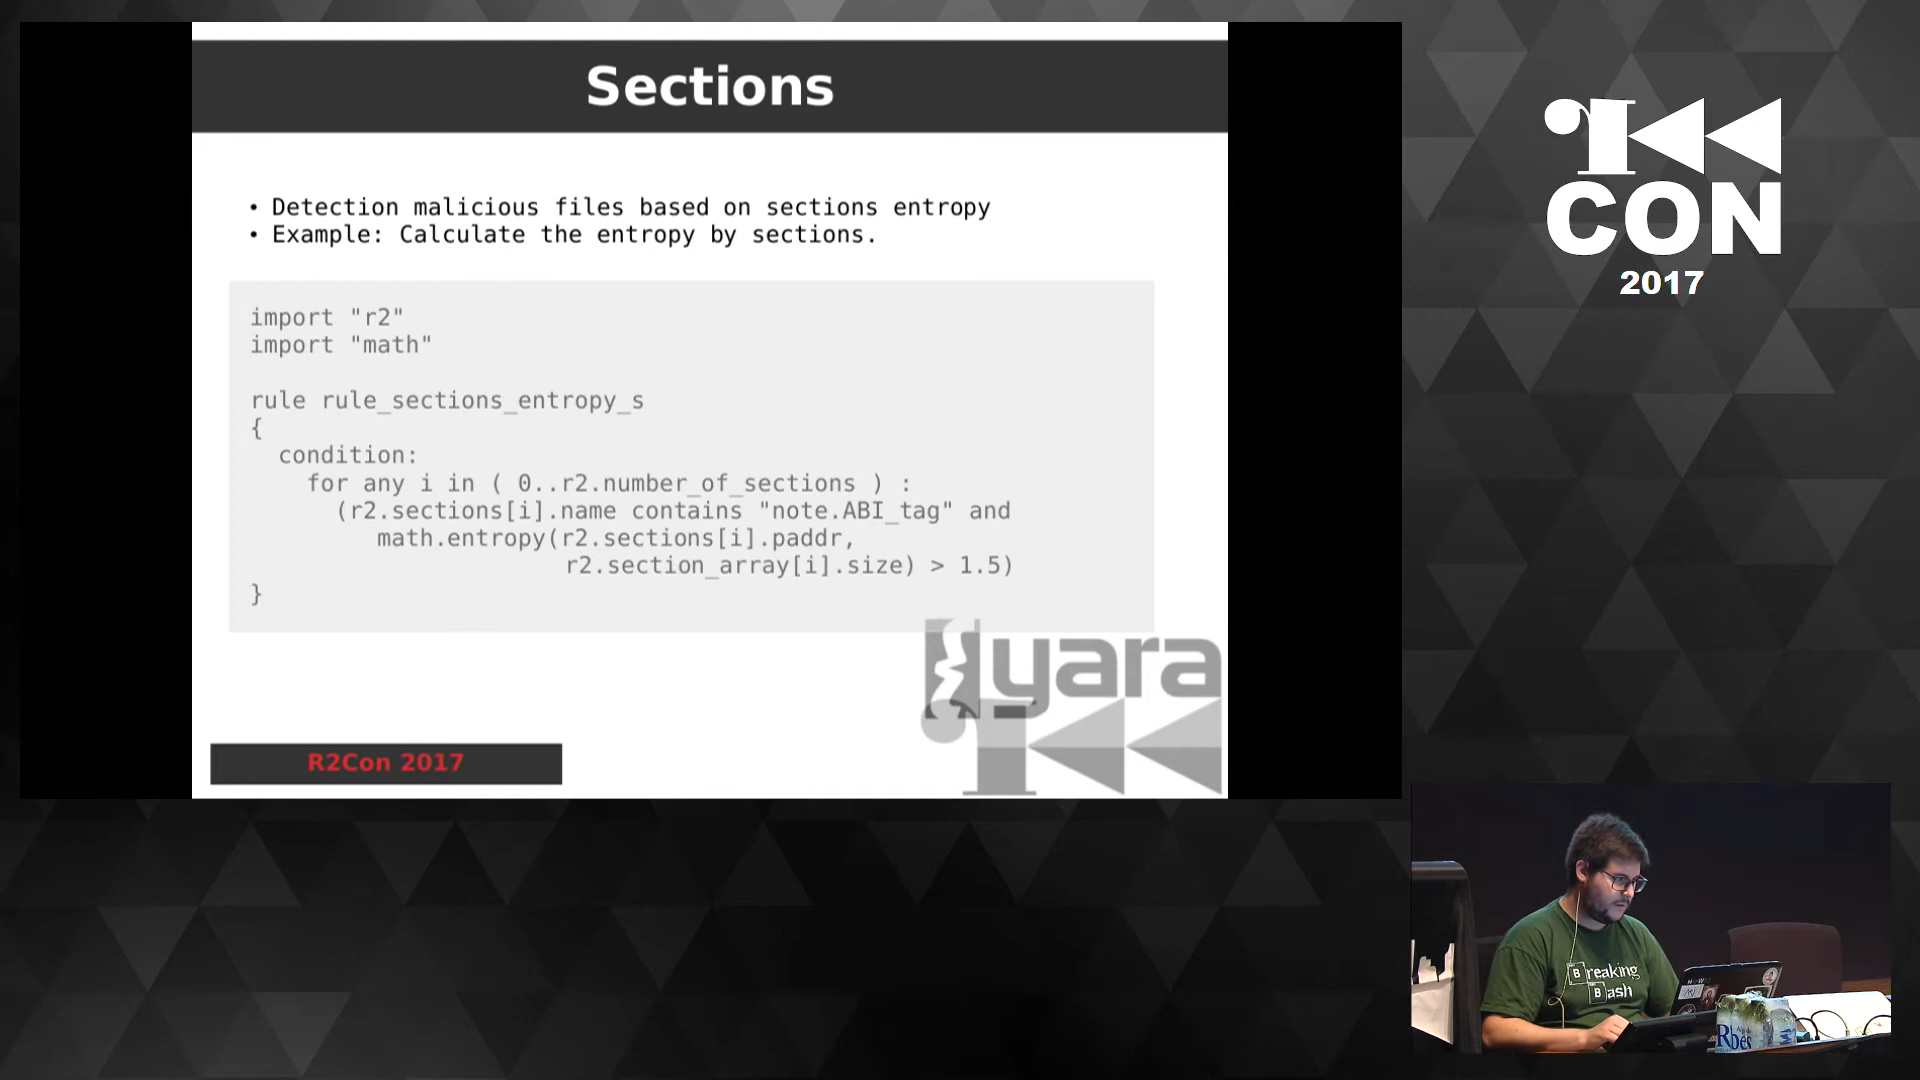 Sections
• Detection malicious files based on sections entropy
• Example: Calculate the entropy by sections.
import "r2"
import "math"
rule rule_sections_entropy_s
{
condition:
for any i in ( 0..r2.number_of_sections ) :
(r2.sections[i].name contains "note.ABI_tag" and
math.entropy(r2.sections[i].paddr,
r2.section_array[i].size) > 1.5)
}
yara
R2Con 2017
CON
2017
Breaking
Bash